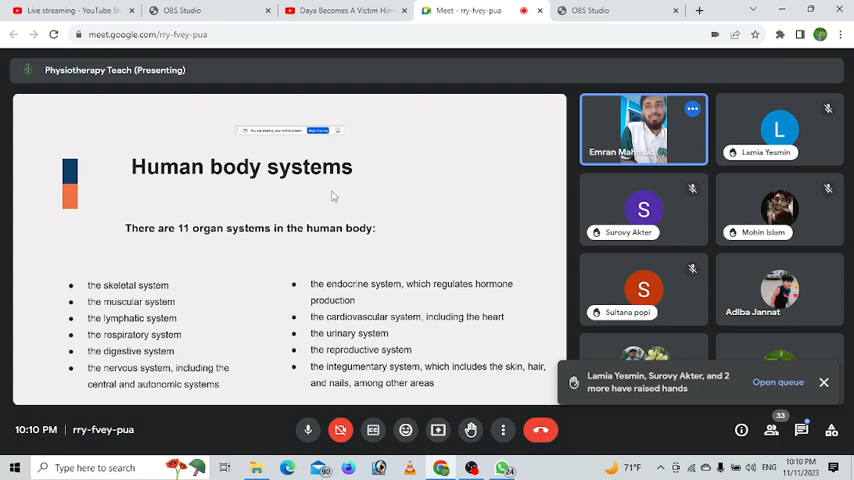 Live streaming - YouTube St
OBS Studio
Daya Becomes A Victim Him
Meet - rry-fvey-pua
OBS Studio
meet.google.com/rry-fvey-pua
Physiotherapy Teach (Presenting)
Human body systems
There are 11 organ systems in the human body:
the skeletal system
the muscular system
the lymphatic system
the respiratory system
the digestive system
the nervous system, including the
central and autonomic systems
the endocrine system, which regulates hormone
production
the cardiovascular system, including the heart
the urinary system
the reproductive system
the integumentary system, which includes the skin, hair,
and nails, among other areas
Emran Mahmud
L
Lamia Yesmin
S
Surovy Akter
Mohin Islam
S
Sultana popi
Adiba Jannat
Lamia Yesmin, Surovy Akter, and 2
more have raised hands
Open queue
10:10 PM
rry-fvey-pua
33
Type here to search
90
24
71°F
ENG
10:10 PM
11/11/2023